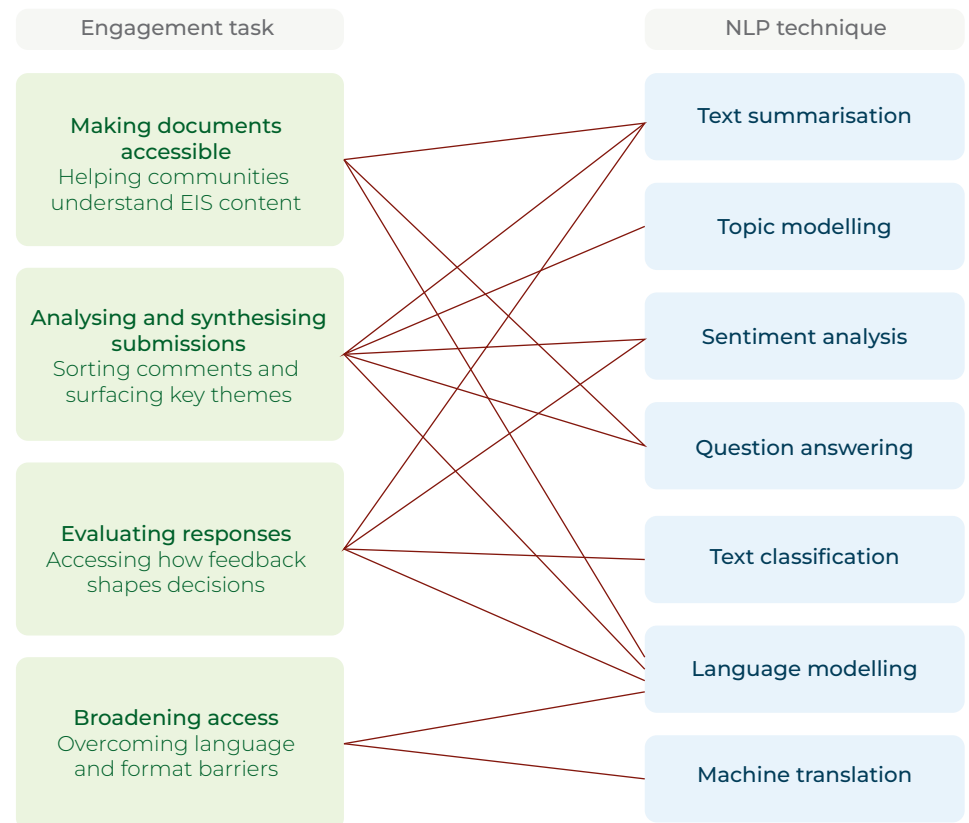 Engagement task
NLP technique
Making documents
accessible
Helping communities
understand EIS content
Analysing and synthesising
submissions
Sorting comments and
surfacing key themes
Evaluating responses
Accessing how feedback
shapes decisions
Broadening access
Overcoming language
and format barriers
Text summarisation
Topic modelling
Sentiment analysis
Question answering
Text classification
Language modelling
Machine translation